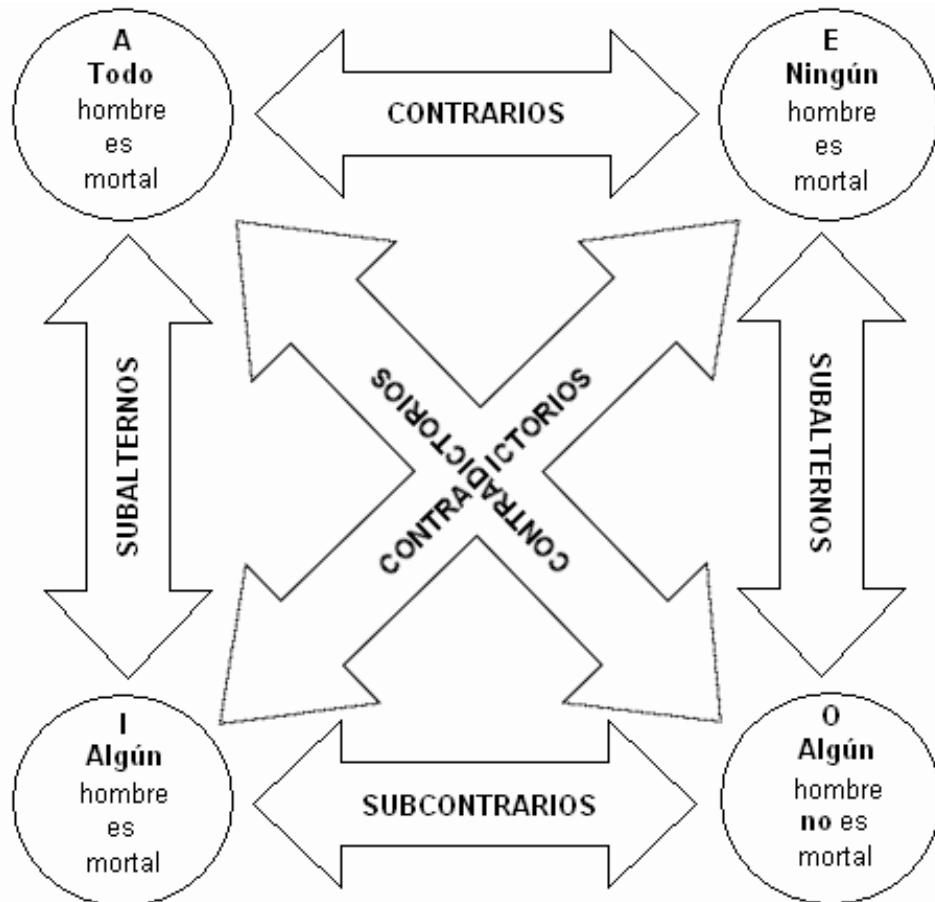 A
Todo
hombre
es
mortal
CONTRARIOS
E
Ningún
hombre
es
mortal
SUBALTERNOS
CONTRADICTORIOS
CONTRADICTORIOS
SUBALTERNOS
I
Algún
hombre
es
mortal
SUBCONTRARIOS
O
Algún
hombre
no es
mortal